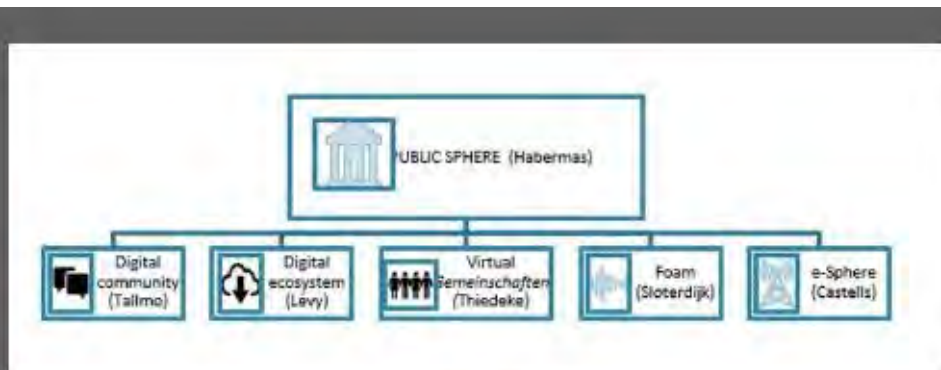 PUBLIC SPHERE (Habermas)
Digital
community
(Tallmo)
Digital
ecosystem
(Levy)
Virtual
Gemeinschaften
(Thiedeke)
Foam
(Sloterdijk)
e-Sphere
(Castells)